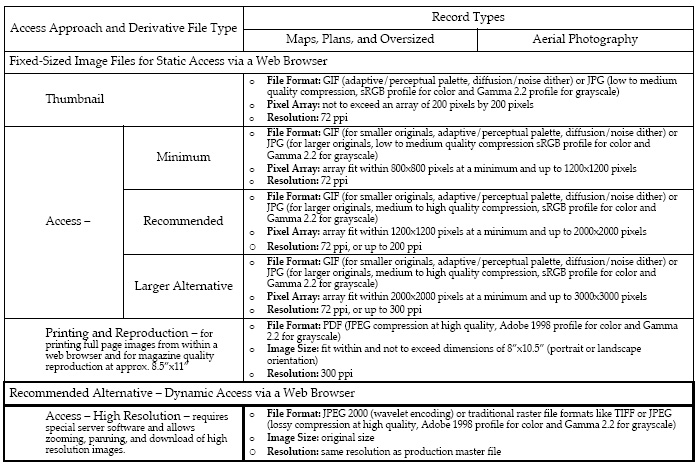 Access Approach and Derivative File Type
Record Types
Maps, Plans, and Oversized
Aerial Photography
Fixed-Sized Image Files for Static Access via a Web Browser
Thumbnail
o File Format: GIF (adaptive/perceptual palette, diffusion/noise dither) or JPG (low to medium
quality compression, sRGB profile for color and Gamma 2.2 profile for grayscale)
o Pixel Array: not to exceed an array of 200 pixels by 200 pixels
o Resolution: 72 ppi
Access –
Minimum
o File Format: GIF (for smaller originals, adaptive/perceptual palette, diffusion/noise dither) or
JPG (for larger originals, low to medium quality compression sRGB profile for color and
Gamma 2.2 for grayscale)
o Pixel Array: array fit within 800x800 pixels at a minimum and up to 1200x1200 pixels
o Resolution: 72 ppi
Recommended
o File Format: GIF (for smaller originals, adaptive/perceptual palette, diffusion/noise dither) or
JPG (for larger originals, medium to high quality compression, sRGB profile for color and
Gamma 2.2 for grayscale)
o Pixel Array: array fit within 1200x1200 pixels at a minimum and up to 2000x2000 pixels
o Resolution: 72 ppi, or up to 200 ppi
Larger Alternative
o File Format: GIF (for smaller originals, adaptive/perceptual palette, diffusion/noise dither) or
JPG (for larger originals, medium to high quality compression, sRGB profile for color and
Gamma 2.2 for grayscale)
o Pixel Array: array fit within 2000x2000 pixels at a minimum and up to 3000x3000 pixels
o Resolution: 72 ppi, or up to 300 ppi
Printing and Reproduction – for
printing full page images from within a
web browser and for magazine quality
reproduction at approx. 8.5”x11”
o File Format: PDF (JPEG compression at high quality, Adobe 1998 profile for color and Gamma
2.2 for grayscale)
o Image Size: fit within and not to exceed dimensions of 8”x10.5” (portrait or landscape
orientation)
o Resolution: 300 ppi
Recommended Alternative – Dynamic Access via a Web Browser
Access – High Resolution – requires
special server software and allows
zooming, panning, and download of high
resolution images.
o File Format: JPEG 2000 (wavelet encoding) or traditional raster file formats like TIFF or JPEG
(lossy compression at high quality, Adobe 1998 profile for color and Gamma 2.2 for grayscale)
o Image Size: original size
o Resolution: same resolution as production master file